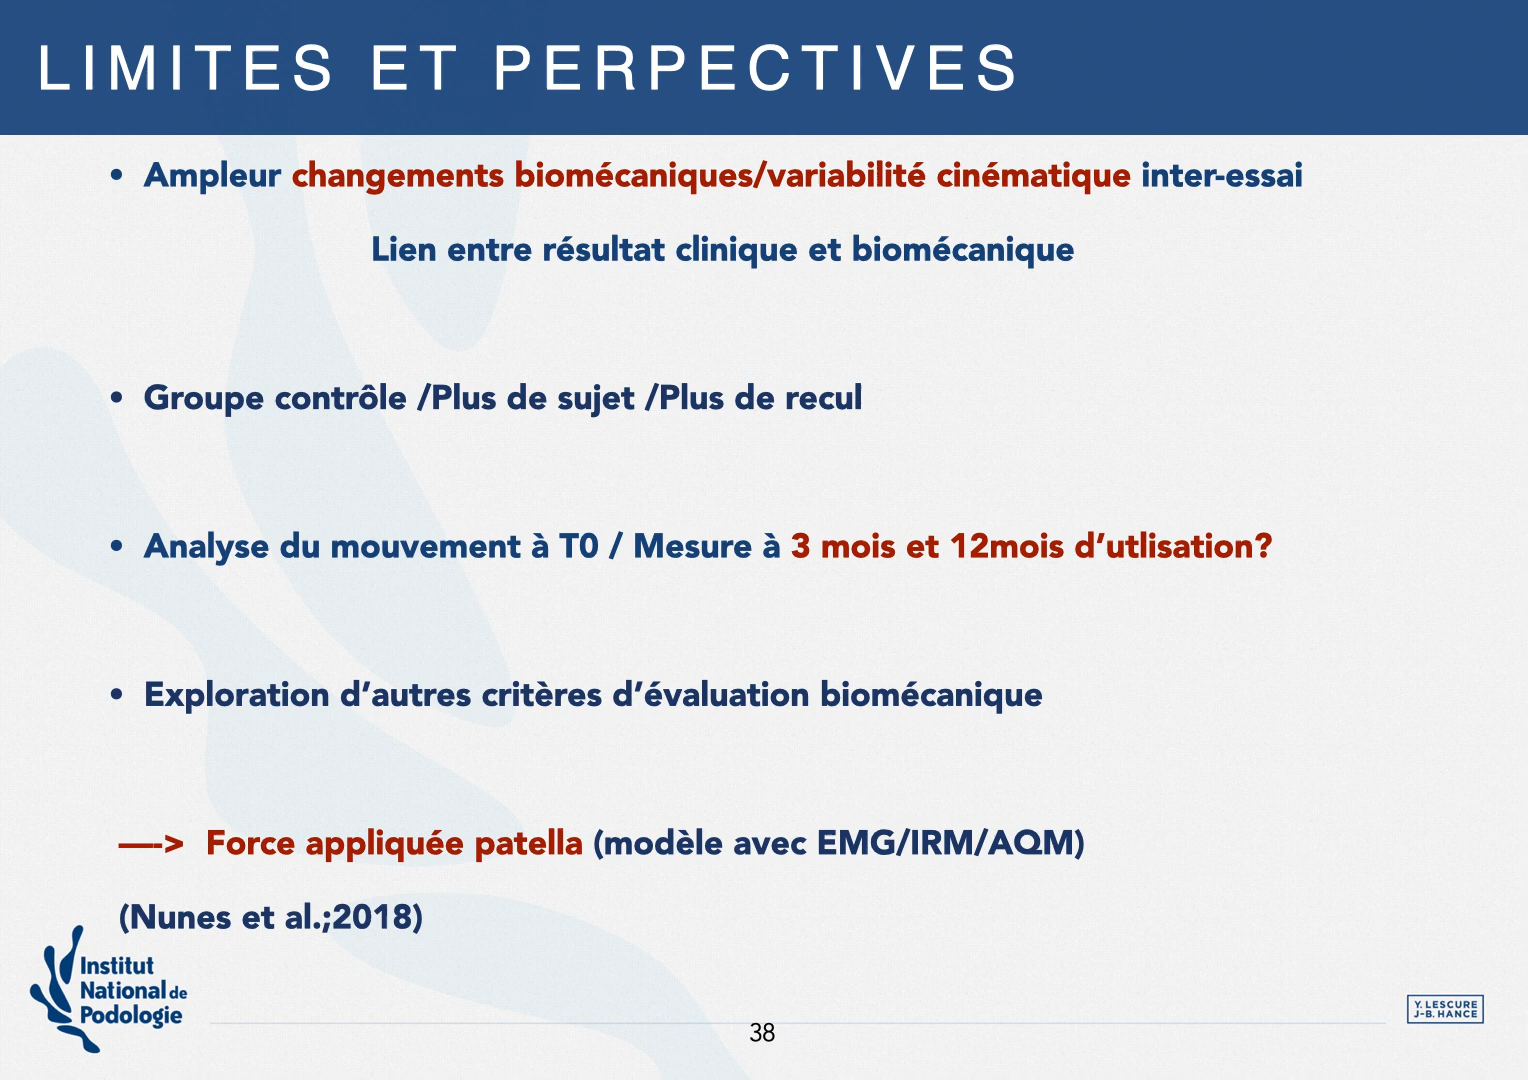 LIMITES ET PERPECTIVES
• Ampleur changements biomécaniques/variabilité cinématique inter-essai
Lien entre résultat clinique et biomécanique
• Groupe contrôle /Plus de sujet /Plus de recul
• Analyse du mouvement à T0 / Mesure à 3 mois et 12mois d’utlisation?
• Exploration d’autres critères d’évaluation biomécanique
—-> Force appliquée patella (modèle avec EMG/IRM/AQM)
(Nunes et al.;2018)
Institut
National de
Podologie
38
Y. LESCURE
J-B. HANCE